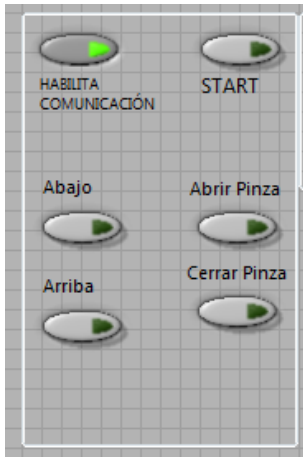 HABILITA
COMUNICACIÓN
START
Abajo
Abrir Pinza
Arriba
Cerrar Pinza